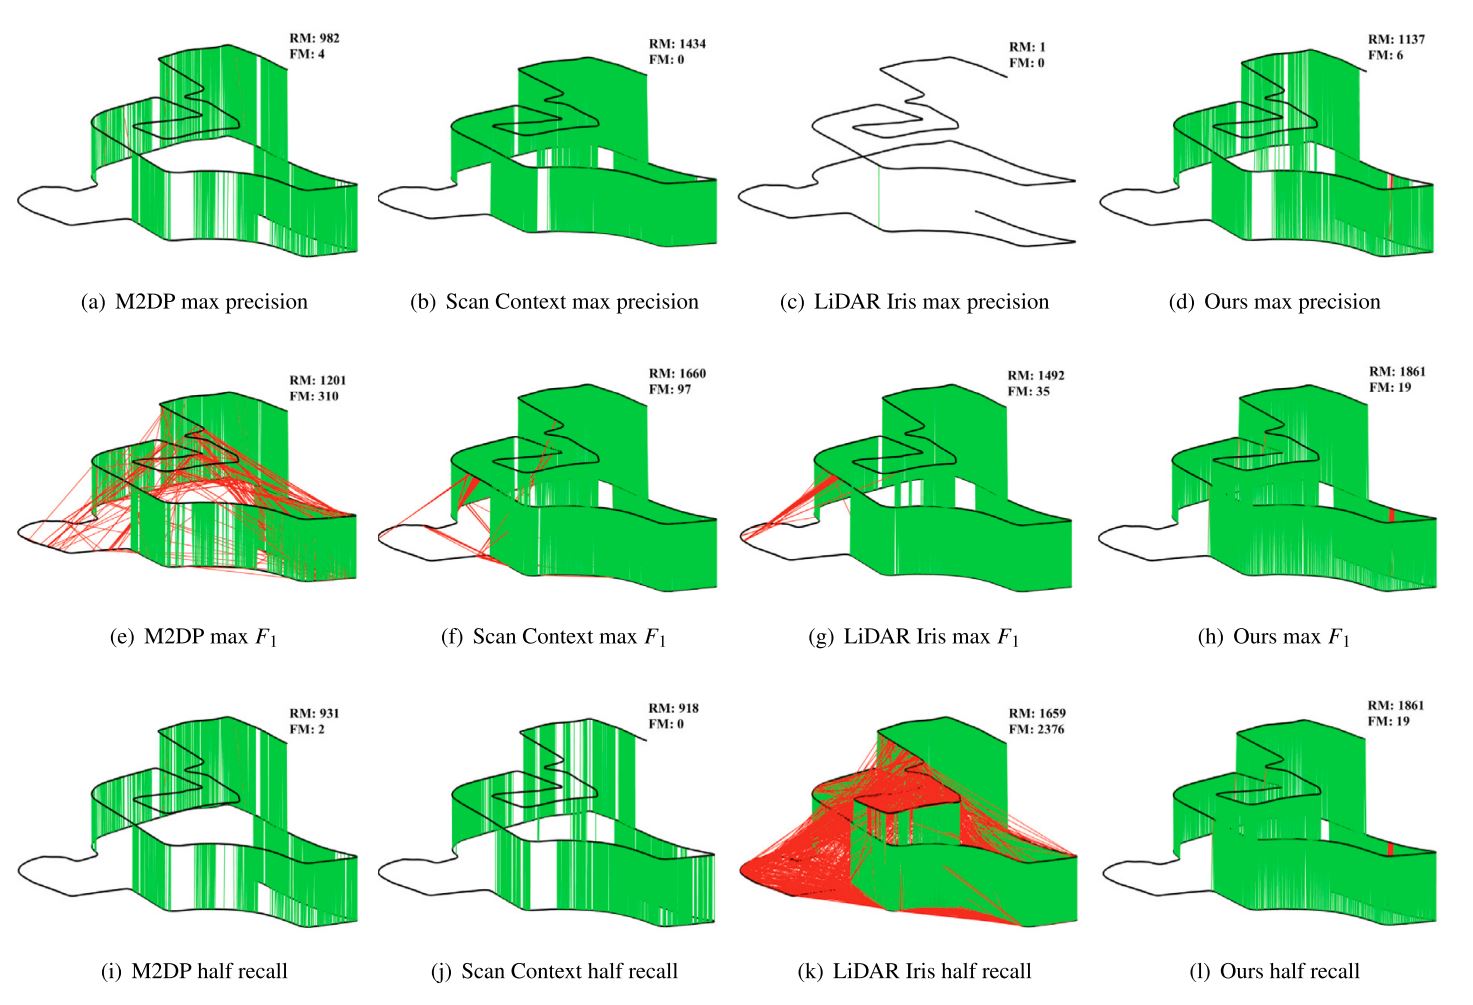 RM: 982
FM: 4
RM: 1434
FM: 0
RM: 1
FM: 0
RM: 1137
FM: 6
(a) M2DP max precision
(b) Scan Context max precision
(c) LiDAR Iris max precision
(d) Ours max precision
RM: 1201
FM: 310
RM: 1660
FM: 97
RM: 1492
FM: 35
RM: 1861
FM: 19
(e) M2DP max F1
(f) Scan Context max F1
(g) LiDAR Iris max F1
(h) Ours max F1
RM: 931
FM: 2
RM: 918
FM: 0
RM: 1659
FM: 2376
RM: 1861
FM: 19
(i) M2DP half recall
(j) Scan Context half recall
(k) LiDAR Iris half recall
(l) Ours half recall